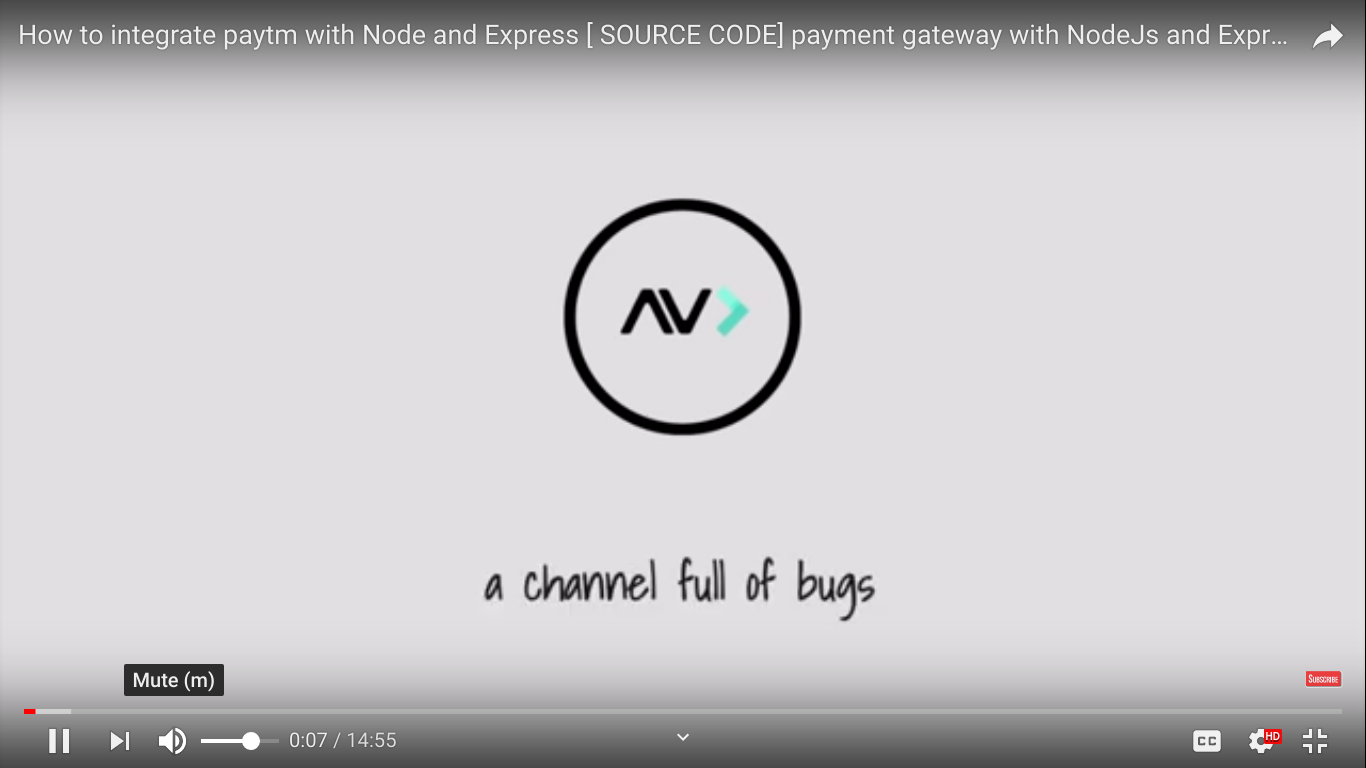 How to integrate paytm with Node and Express [ SOURCE CODE] payment gateway with NodeJs and Expr...
AV
a channel full of bugs
Mute (m)
SUBSCRIBE
0:07 / 14:55
CC
HD